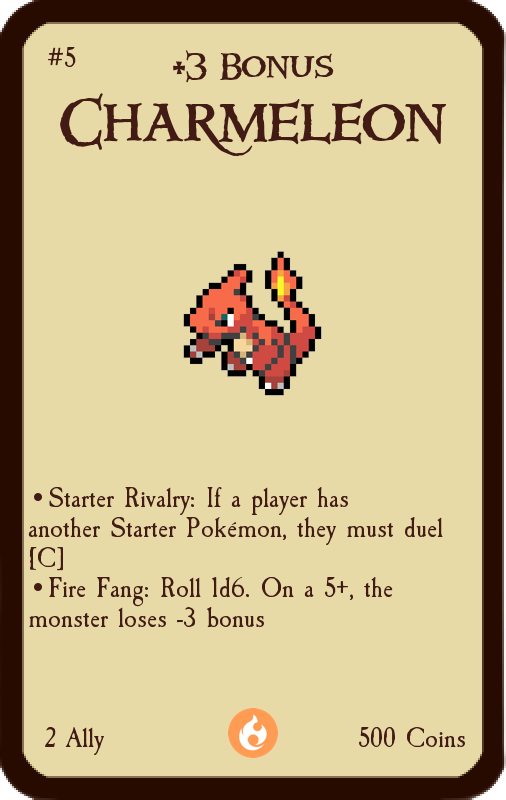 #5
+3 Bonus
Charmeleon
•Starter Rivalry: If a player has
another Starter Pokémon, they must duel
[C]
•Fire Fang: Roll 1d6. On a 5+, the
monster loses -3 bonus
2 Ally
500 Coins